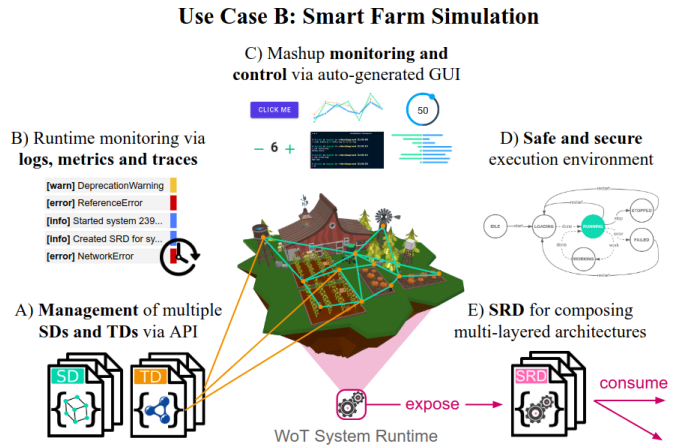 Use Case B: Smart Farm Simulation
C) Mashup monitoring and
control via auto-generated GUI
CLICK ME
50
− 6 +
B) Runtime monitoring via
logs, metrics and traces
[warn] DeprecationWarning
[error] ReferenceError
[info] Started system 239...
[info] Created SRD for sy...
[error] NetworkError
D) Safe and secure
execution environment
IDLE
LOADING
RUNNING
STOPPED
FAILED
WORKING
A) Management of multiple
SDs and TDs via API
SD
TD
E) SRD for composing
multi-layered architectures
SRD
expose
consume
WoT System Runtime